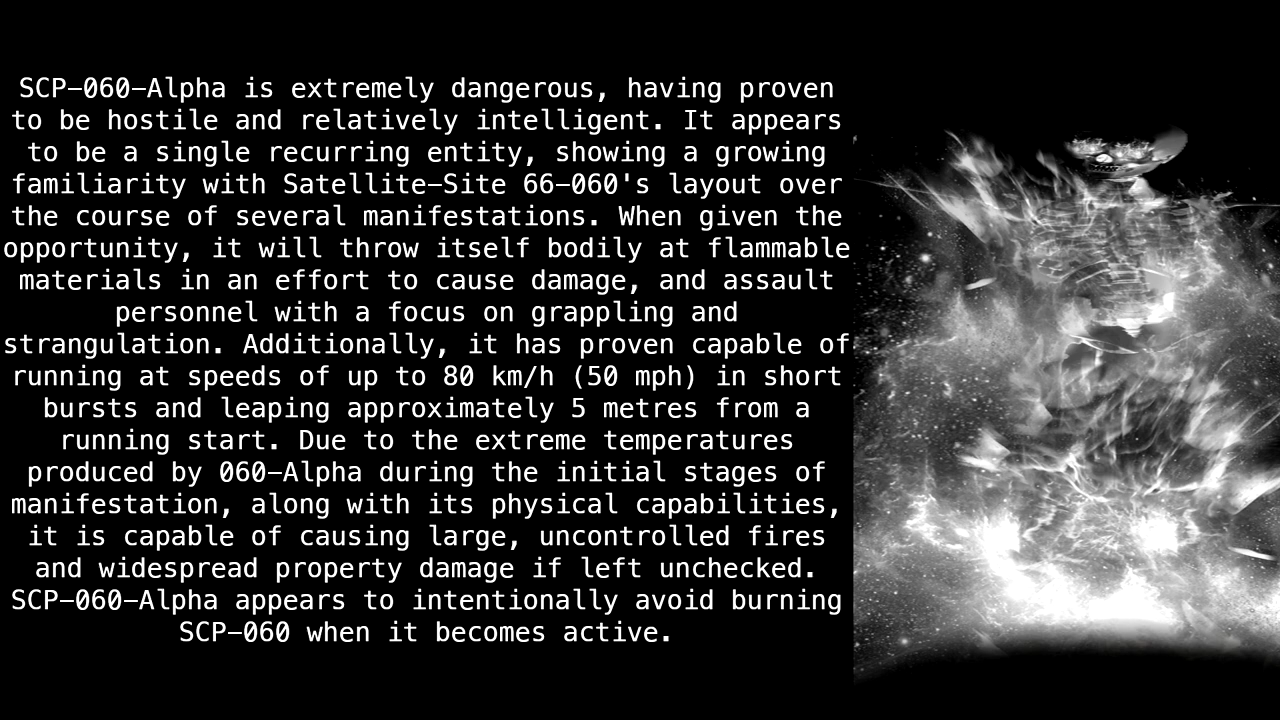 SCP-060-Alpha is extremely dangerous, having proven
to be hostile and relatively intelligent. It appears
to be a single recurring entity, showing a growing
familiarity with Satellite-Site 66-060's layout over
the course of several manifestations. When given the
opportunity, it will throw itself bodily at flammable
materials in an effort to cause damage, and assault
personnel with a focus on grappling and
strangulation. Additionally, it has proven capable of
running at speeds of up to 80 km/h (50 mph) in short
bursts and leaping approximately 5 metres from a
running start. Due to the extreme temperatures
produced by 060-Alpha during the initial stages of
manifestation, along with its physical capabilities,
it is capable of causing large, uncontrolled fires
and widespread property damage if left unchecked.
SCP-060-Alpha appears to intentionally avoid burning
SCP-060 when it becomes active.